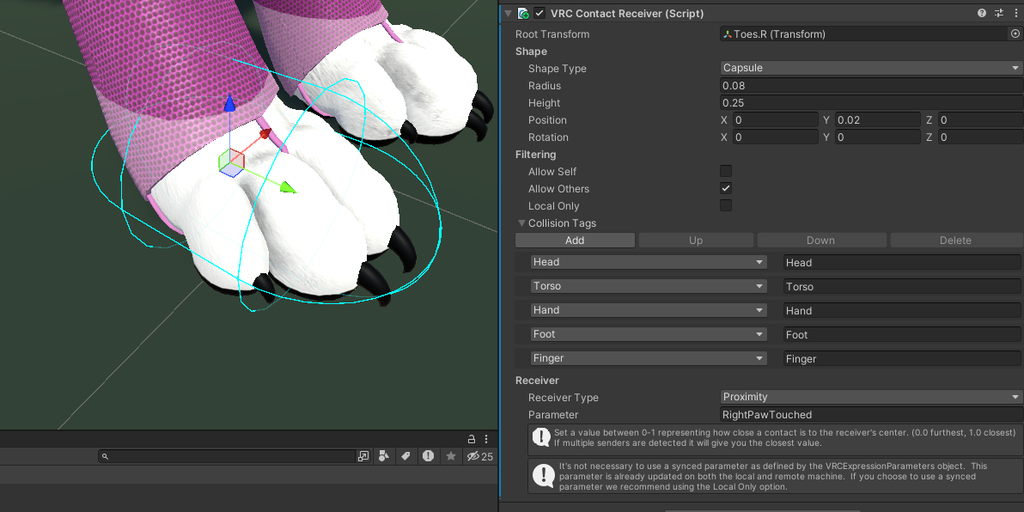 VRC Contact Receiver (Script)
Root Transform Toes.R (Transform)
Shape
Shape Type Capsule
Radius 0.08
Height 0.25
Position X 0 Y 0.02 Z 0
Rotation X 0 Y 0 Z 0
Filtering
Allow Self
Allow Others
Local Only
Collision Tags
Add Up Down Delete
Head Head
Torso Torso
Hand Hand
Foot Foot
Finger Finger
Receiver
Receiver Type Proximity
Parameter RightPawTouched
Set a value between 0-1 representing how close a contact is to the receiver's center. (0.0 furthest, 1.0 closest)
If multiple senders are detected it will give you the closest value.
It's not necessary to use a synced parameter as defined by the VRCExpressionParameters object. This
parameter is already updated on both the local and remote machine. If you choose to use a synced
parameter we recommend using the Local Only option.
25